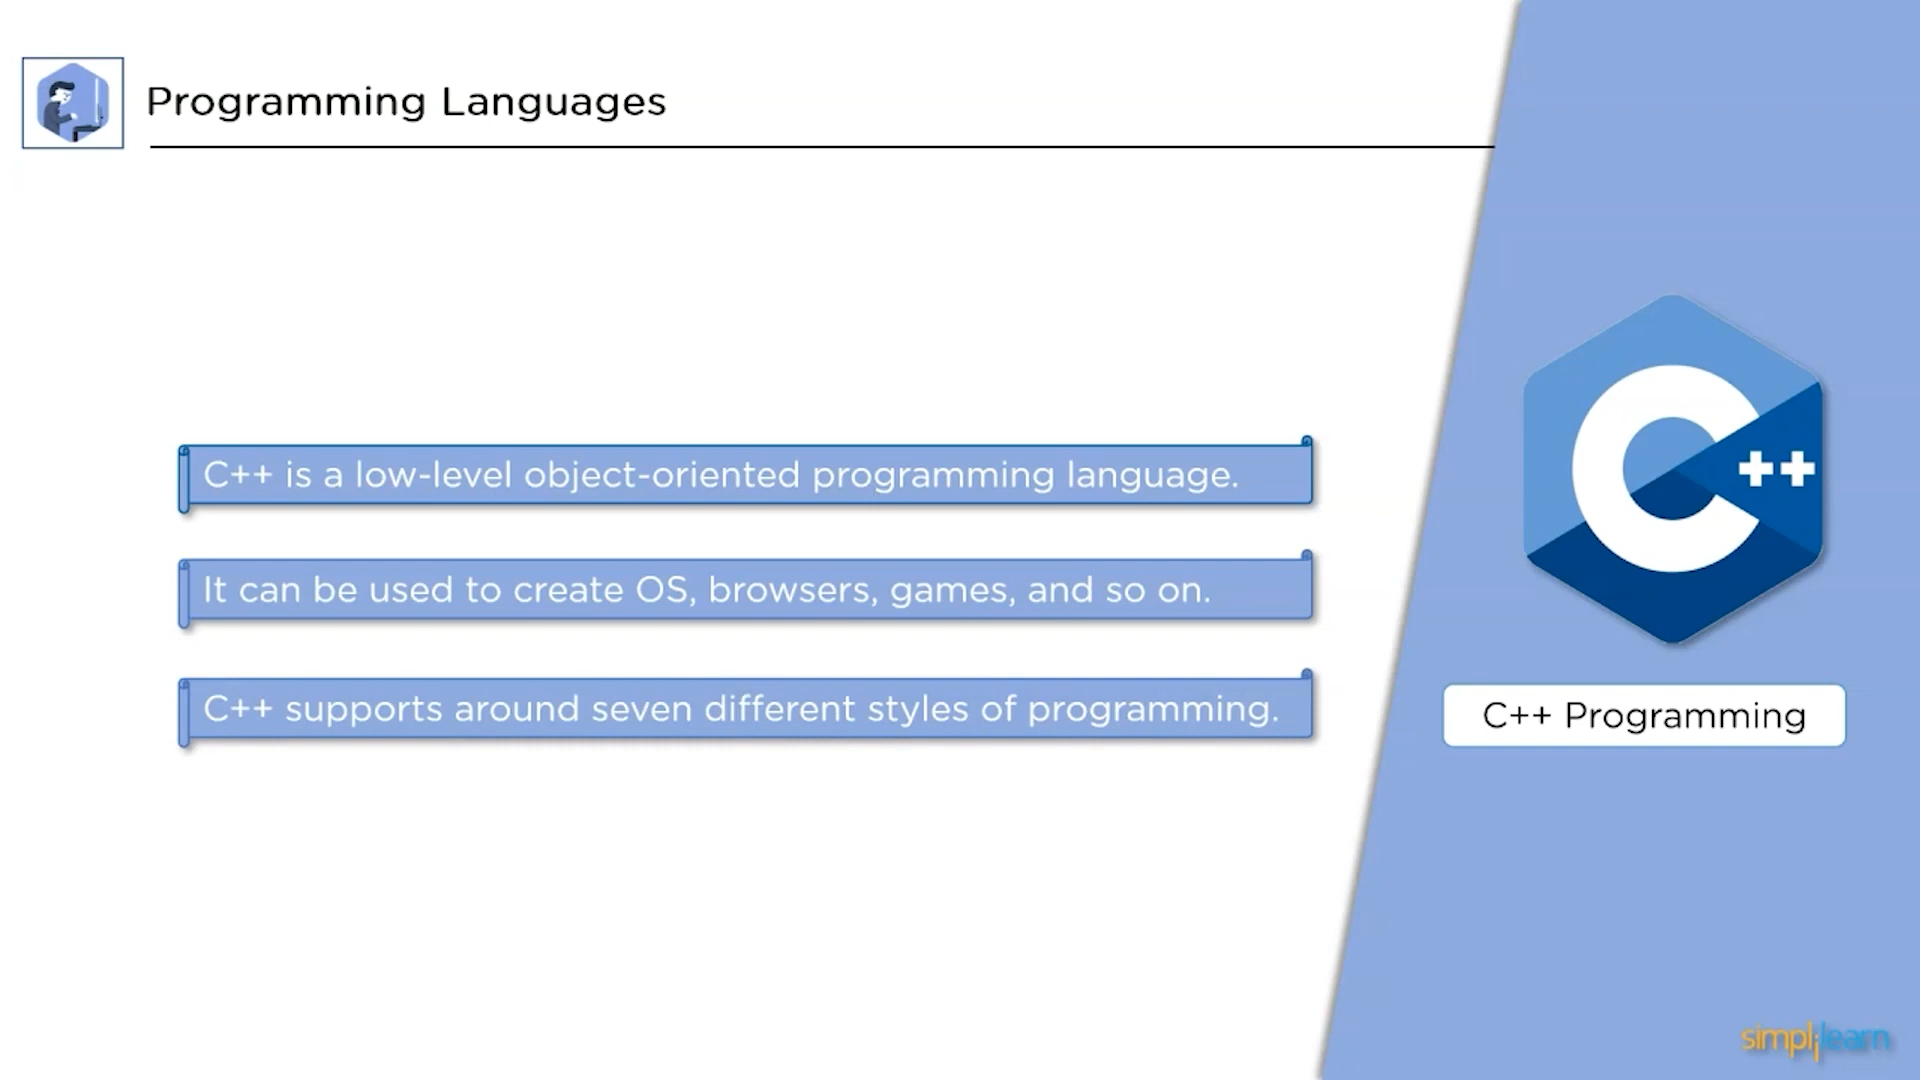 Programming Languages
C++ is a low-level object-oriented programming language.
It can be used to create OS, browsers, games, and so on.
C++ supports around seven different styles of programming.
C++
C++ Programming
simplilearn